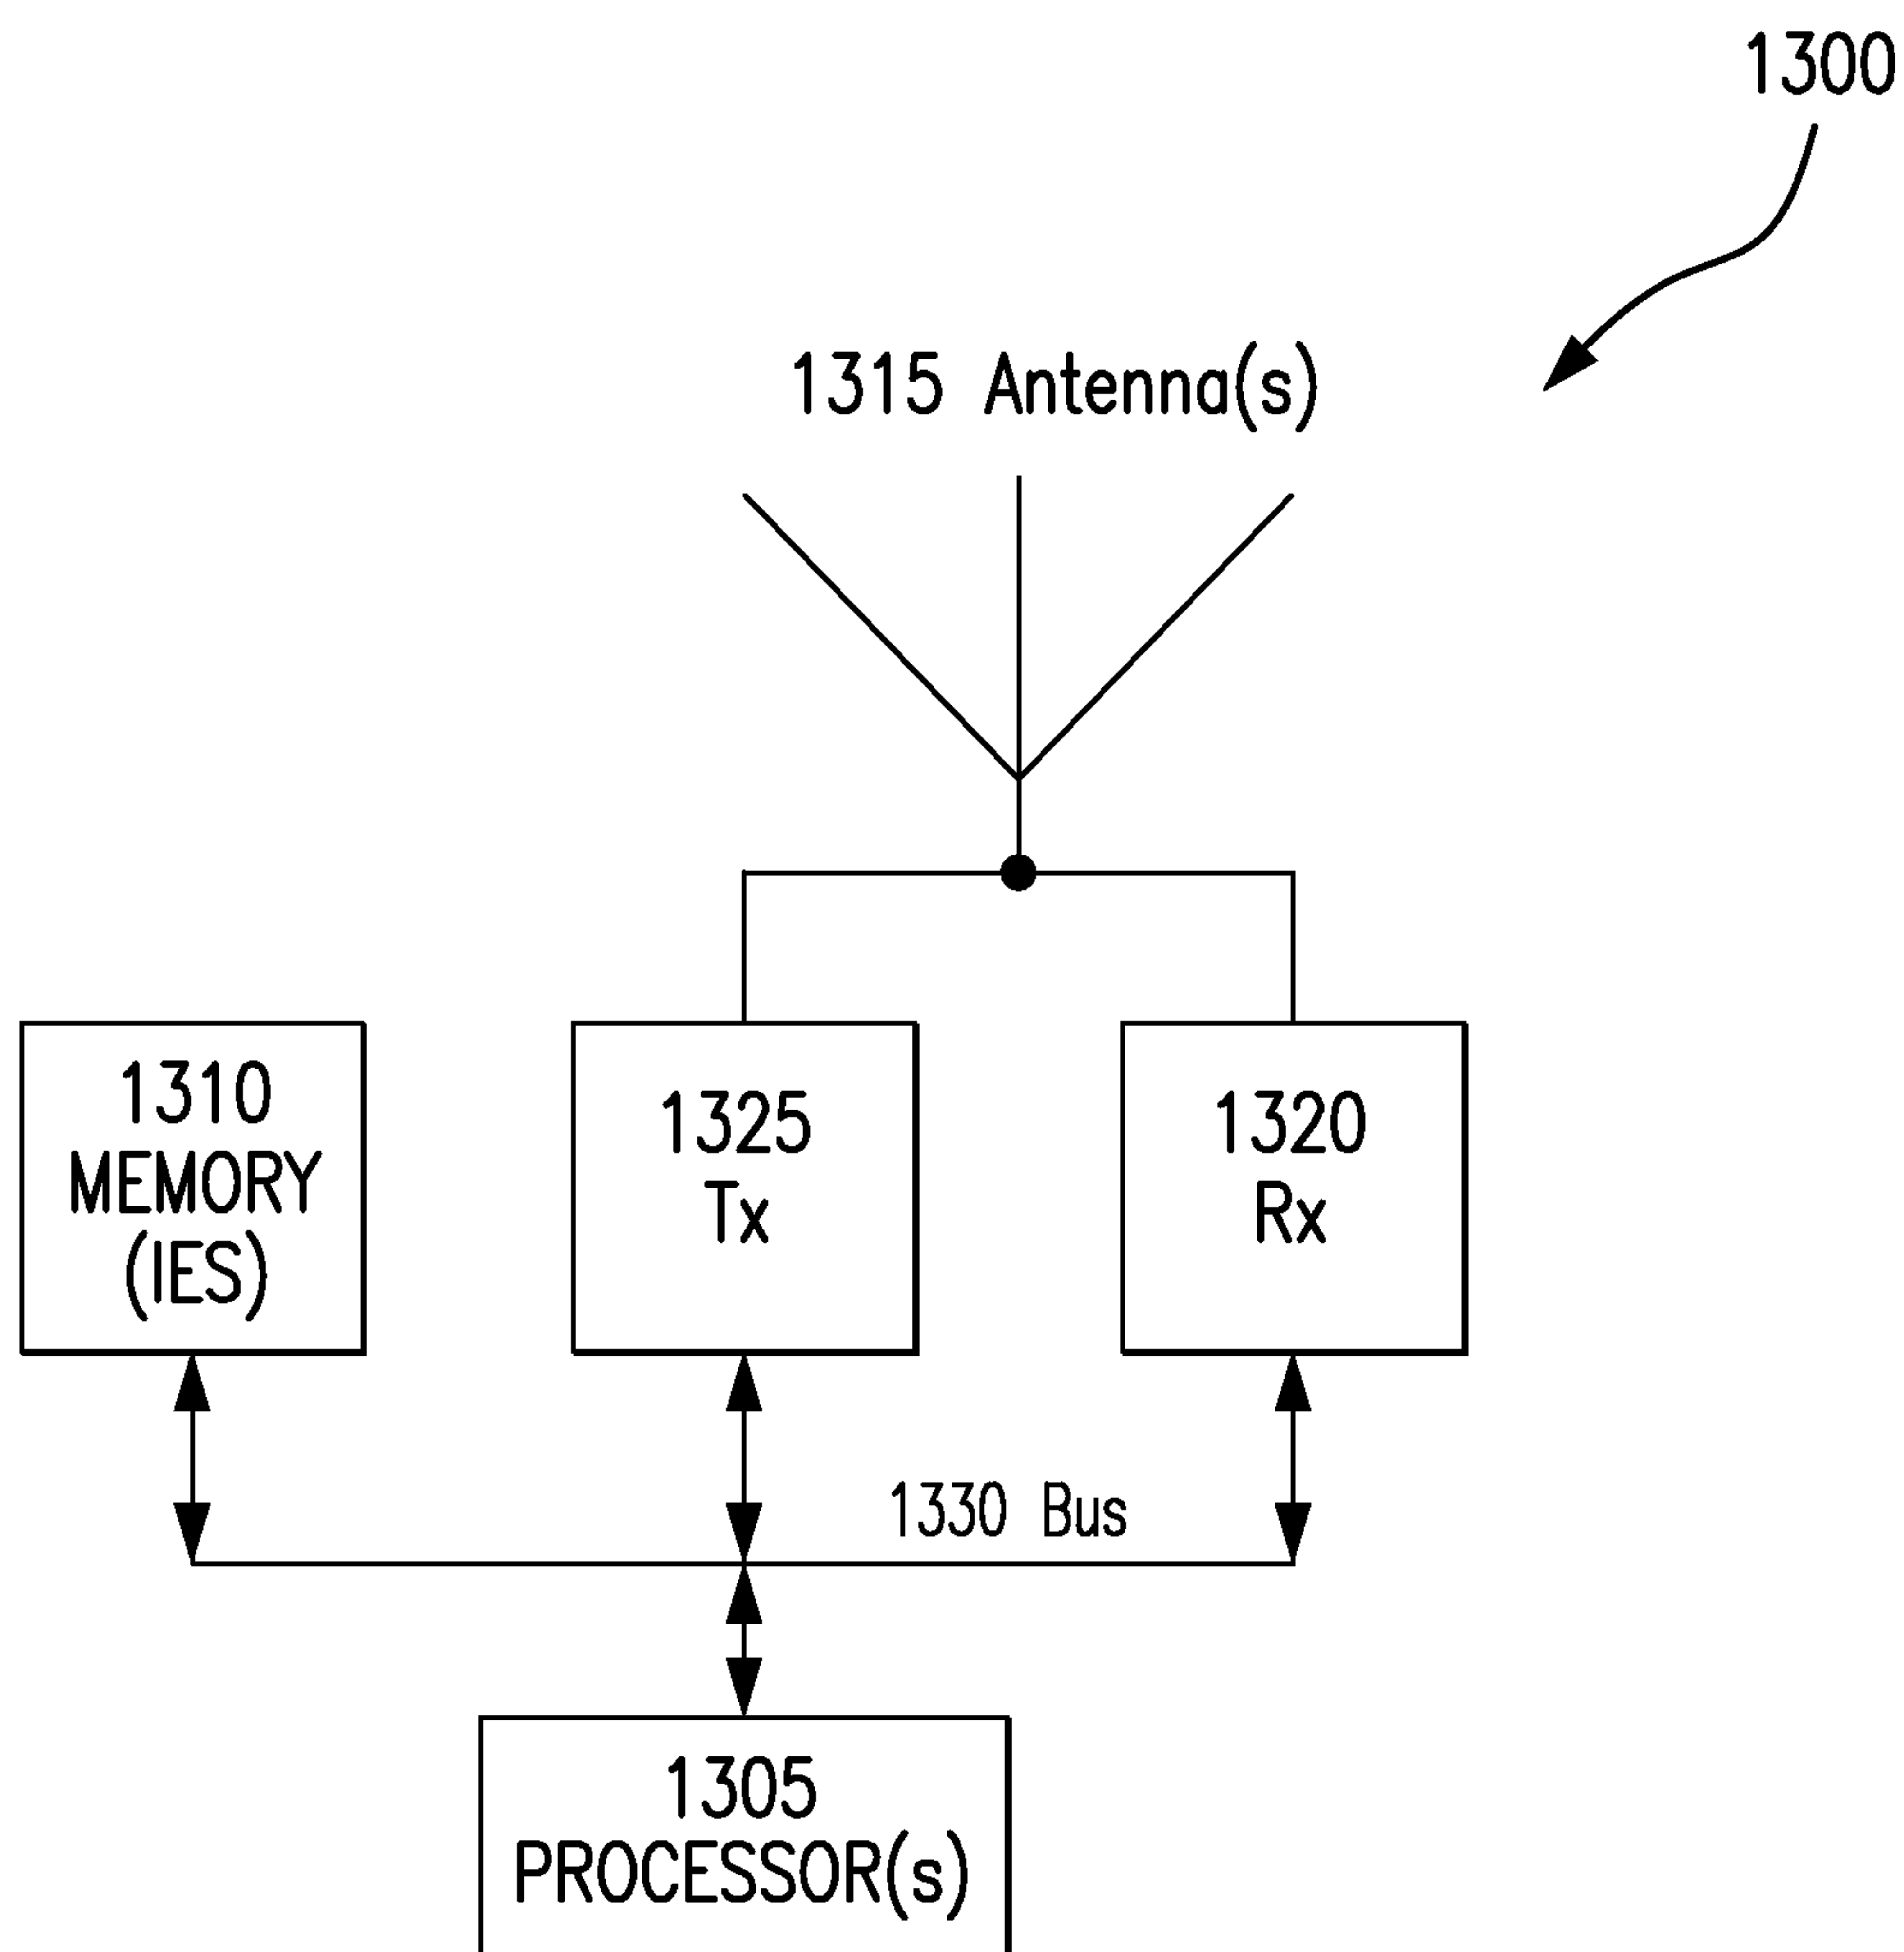 1300
1315 Antenna(s)
1310
MEMORY
(IES)
1325
Tx
1320
Rx
1330 Bus
1305
PROCESSOR(s)